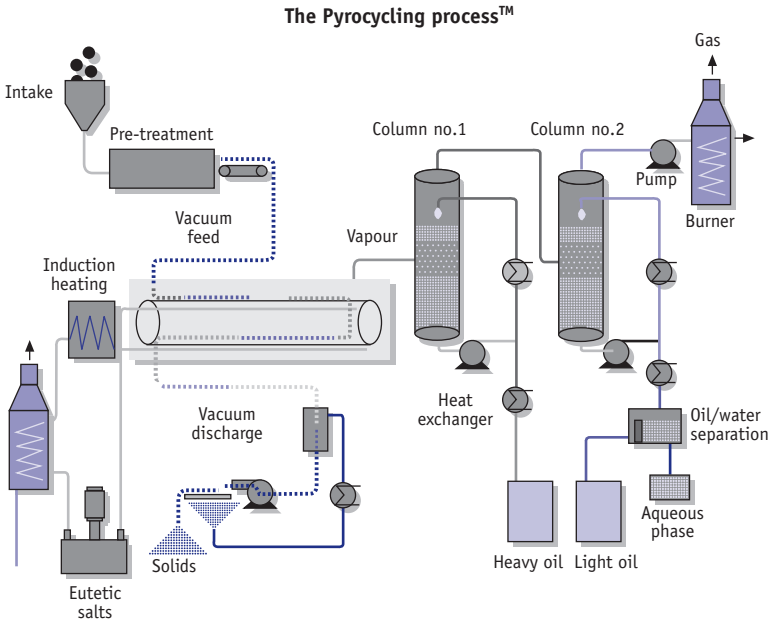 The Pyrocycling process™
Gas
Intake
Pre-treatment
Column no.1
Column no.2
Pump
Burner
Vacuum
feed
Vapour
Induction
heating
Heat
exchanger
Vacuum
discharge
Oil/water
separation
Aqueous
phase
Solids
Heavy oil
Light oil
Eutetic
salts